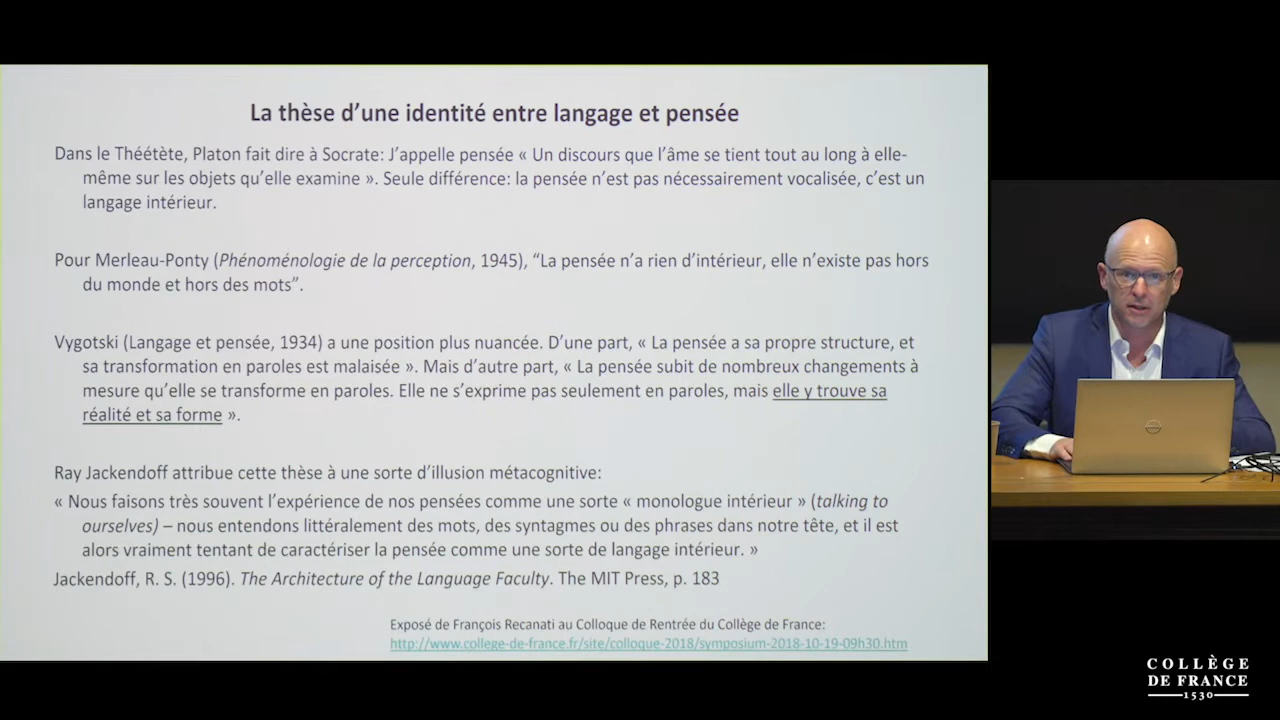 La thèse d'une identité entre langage et pensée
Dans le Théétète, Platon fait dire à Socrate: J'appelle pensée « Un discours que l'âme se tient tout au long à elle-
même sur les objets qu'elle examine ». Seule différence: la pensée n'est pas nécessairement vocalisée, c'est un
langage intérieur.
Pour Merleau-Ponty (Phénoménologie de la perception, 1945), "La pensée n'a rien d'intérieur, elle n'existe pas hors
du monde et hors des mots".
Vygotski (Langage et pensée, 1934) a une position plus nuancée. D'une part, « La pensée a sa propre structure, et
sa transformation en paroles est malaisée ». Mais d'autre part, « La pensée subit de nombreux changements à
mesure qu'elle se transforme en paroles. Elle ne s'exprime pas seulement en paroles, mais elle y trouve sa
réalité et sa forme ».
Ray Jackendoff attribue cette thèse à une sorte d'illusion métacognitive:
« Nous faisons très souvent l'expérience de nos pensées comme une sorte « monologue intérieur » (talking to
ourselves) – nous entendons littéralement des mots, des syntagmes ou des phrases dans notre tête, et il est
alors vraiment tentant de caractériser la pensée comme une sorte de langage intérieur. »
Jackendoff, R. S. (1996). The Architecture of the Language Faculty. The MIT Press, p. 183
Exposé de François Recanati au Colloque de Rentrée du Collège de France:
http://www.college-de-france.fr/site/colloque-2018/symposium-2018-10-19-09h30.htm
COLLÈGE
DE FRANCE
1530